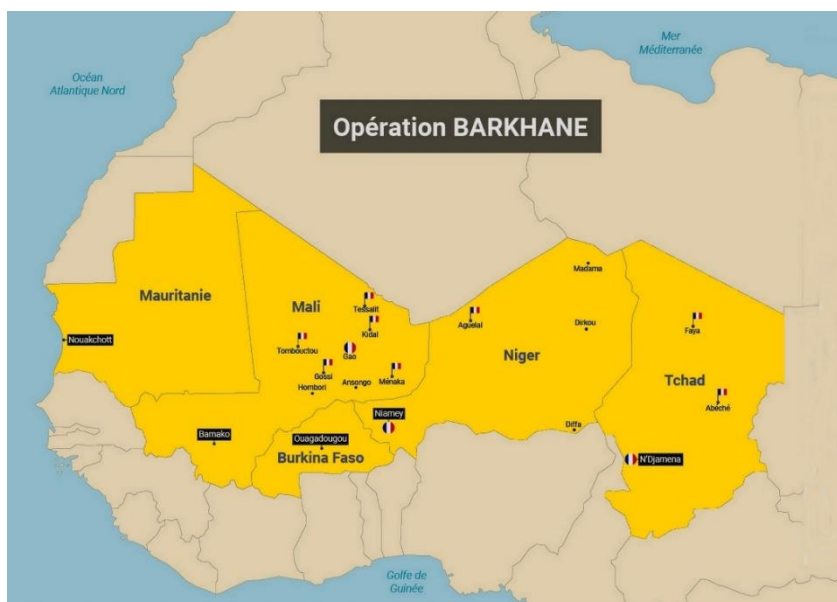 Océan
Atlantique Nord
Mer
Méditerranée
Opération BARKHANE
Mauritanie
Nouakchott
Mali
Tessalit
Kidal
Tombouctou
Gao
Gossi
Hombori
Ansongo
Ménaka
Bamako
Ouagadougou
Burkina Faso
Niamey
Aguelal
Madama
Dirkou
Niger
Diffa
Faya
Tchad
Abéché
N'Djamena
Golfe de
Guinée